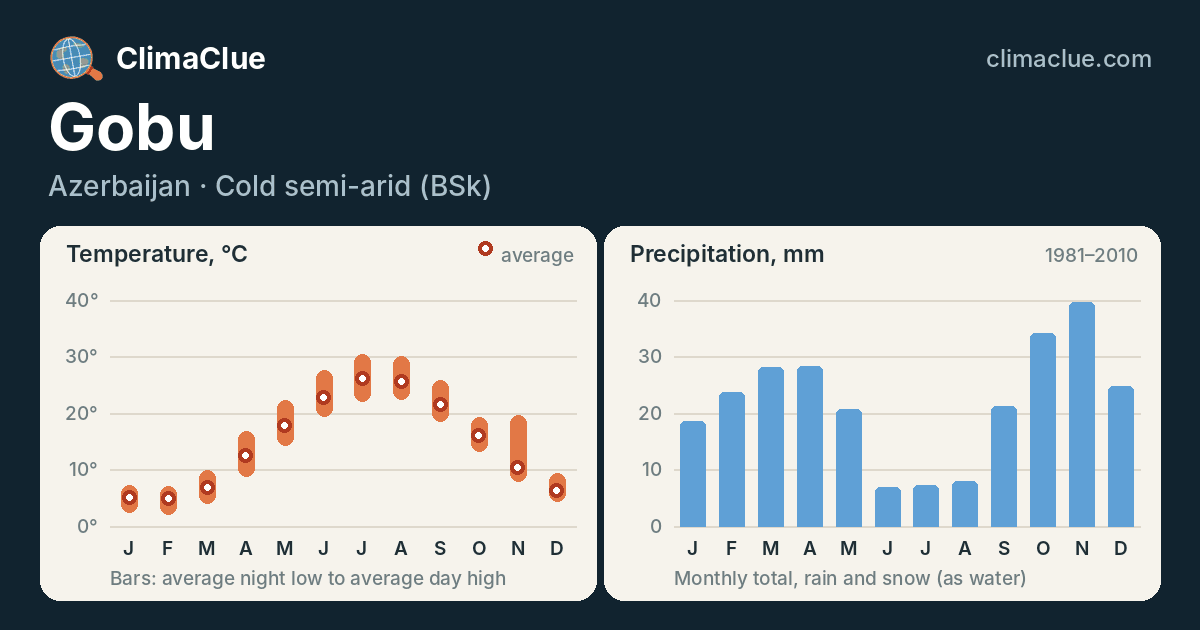 ClimaClue
climaclue.com
Gobu
Azerbaijan · Cold semi-arid (BSk)
Temperature, °C
average
40°
30°
20°
10°
0°
J F M A M J J A S O N D
Bars: average night low to average day high
Precipitation, mm
1981–2010
40
30
20
10
0
J F M A M J J A S O N D
Monthly total, rain and snow (as water)